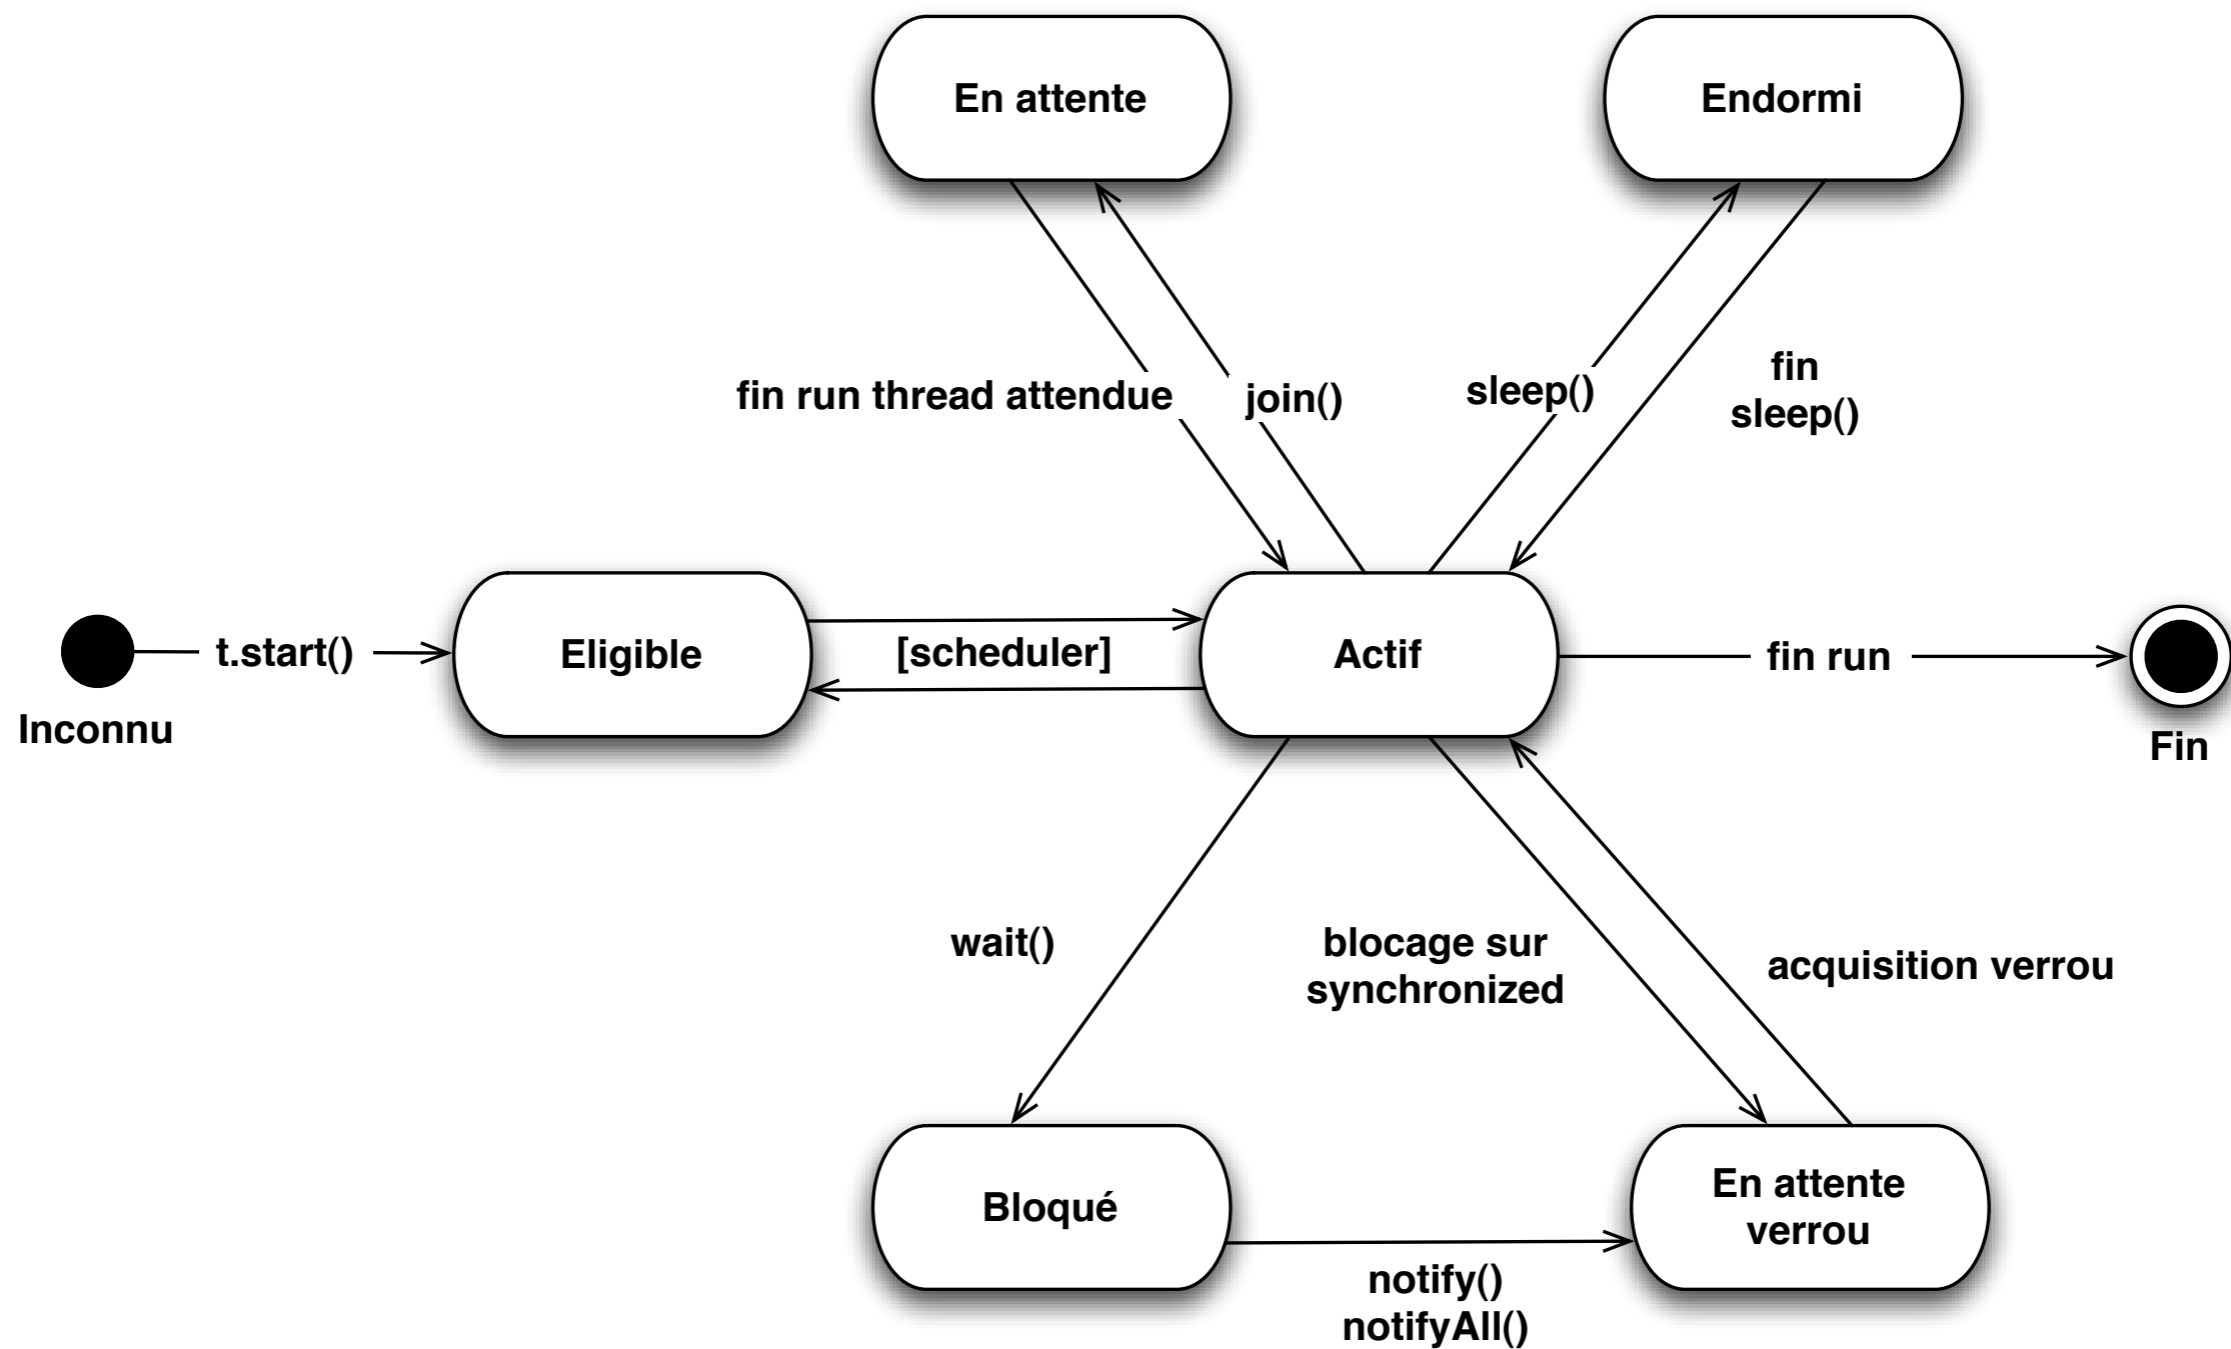 En attente
Endormi
fin run thread attendue
join()
sleep()
fin
sleep()
t.start()
Inconnu
Eligible
[scheduler]
Actif
fin run
Fin
wait()
blocage sur
synchronized
acquisition verrou
Bloqué
En attente
verrou
notify()
notifyAll()